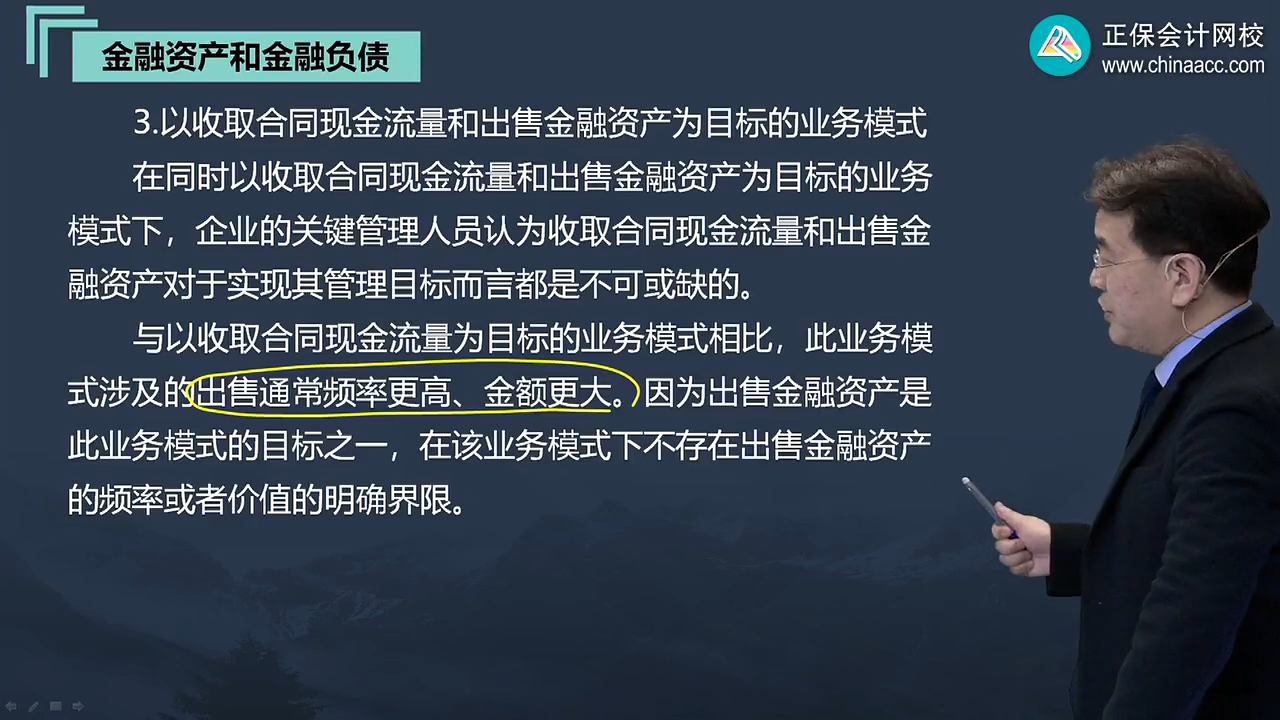 金融资产和金融负债
正保会计网校
www.chinaacc.com
3.以收取合同现金流量和出售金融资产为目标的业务模式
在同时以收取合同现金流量和出售金融资产为目标的业务
模式下，企业的关键管理人员认为收取合同现金流量和出售金
融资产对于实现其管理目标而言都是不可或缺的。
与以收取合同现金流量为目标的业务模式相比，此业务模
式涉及的出售通常频率更高、金额更大。因为出售金融资产是
此业务模式的目标之一，在该业务模式下不存在出售金融资产
的频率或者价值的明确界限。